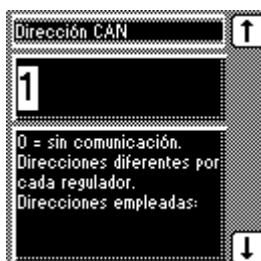 Dirección CAN
1
0 = sin comunicación.
Direcciones diferentes por
cada regulador.
Direcciones empleadas: